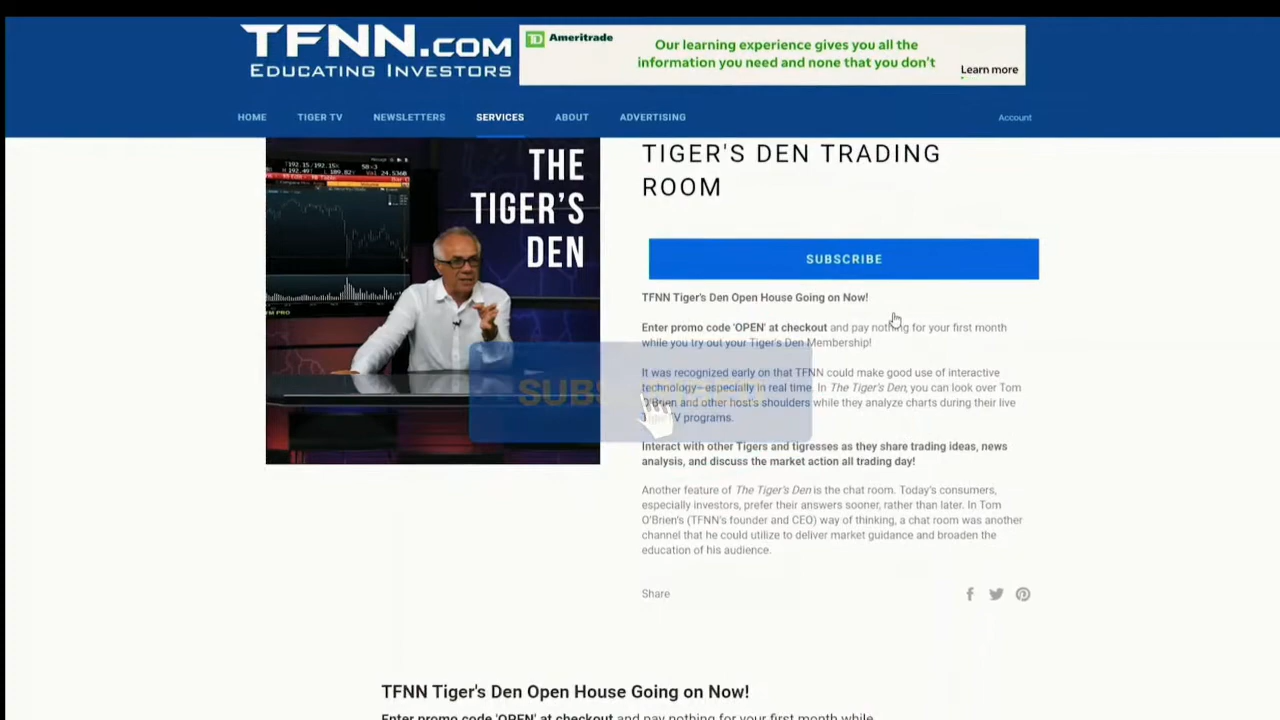 TFNN.COM
EDUCATING INVESTORS
Ameritrade
Our learning experience gives you all the
information you need and none that you don't
Learn more
HOME
TIGER TV
NEWSLETTERS
SERVICES
ABOUT
ADVERTISING
Account
THE
TIGER'S
DEN
TIGER'S DEN TRADING
ROOM
SUBSCRIBE
TFNN Tiger's Den Open House Going on Now!
Enter promo code 'OPEN' at checkout and pay nothing for your first month
while you try out your Tiger's Den Membership!
It was recognized early on that TFNN could make good use of interactive
technology—especially in real time. In The Tiger's Den, you can look over Tom
O'Brien and other host's shoulders while they analyze charts during their live
TV programs.
Interact with other Tigers and tigresses as they share trading ideas, news
analysis, and discuss the market action all trading day!
Another feature of The Tiger's Den is the chat room. Today's consumers,
especially investors, prefer their answers sooner, rather than later. In Tom
O'Brien's (TFNN's founder and CEO) way of thinking, a chat room was another
channel that he could utilize to deliver market guidance and broaden the
education of his audience.
Share
TFNN Tiger's Den Open House Going on Now!
Enter promo code 'OPEN' at checkout and pay nothing for your first month while